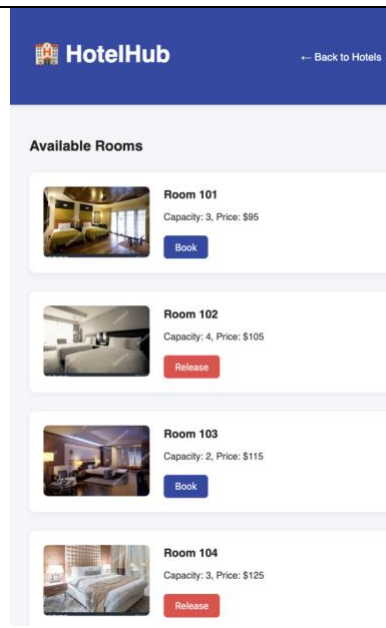 HotelHub
← Back to Hotels
Available Rooms
Room 101
Capacity: 3, Price: $95
Book
Room 102
Capacity: 4, Price: $105
Release
Room 103
Capacity: 2, Price: $115
Book
Room 104
Capacity: 3, Price: $125
Release